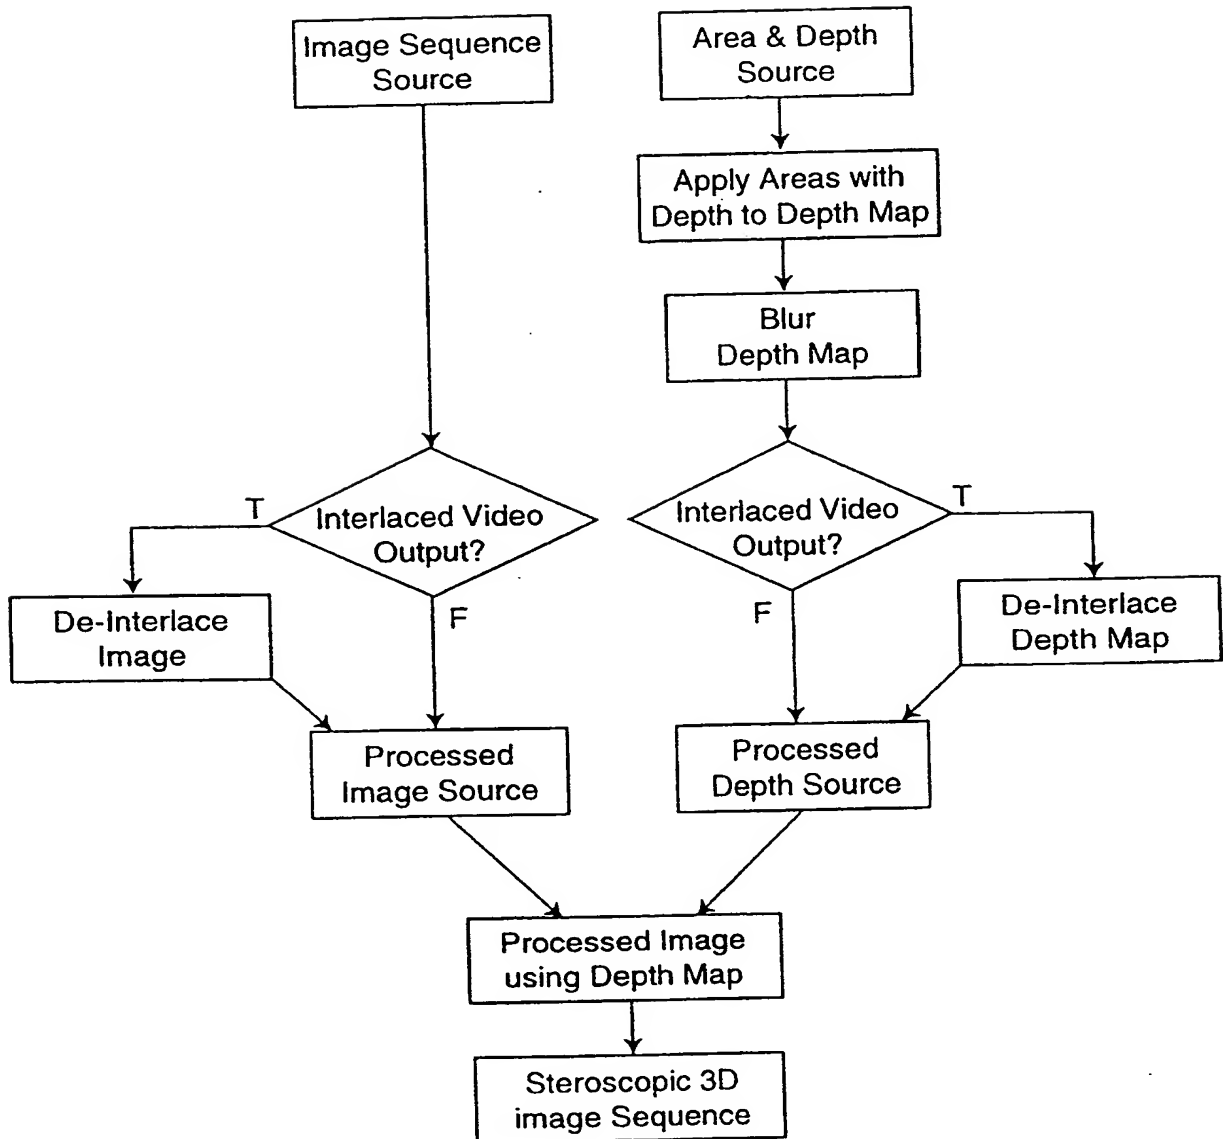 Image Sequence
Source
Area & Depth
Source
Apply Areas with
Depth to Depth Map
Blur
Depth Map
T
Interlaced Video
Output?
F
Interlaced Video
Output?
T
F
De-Interlace
Image
De-Interlace
Depth Map
Processed
Image Source
Processed
Depth Source
Processed Image
using Depth Map
Steroscopic 3D
image Sequence